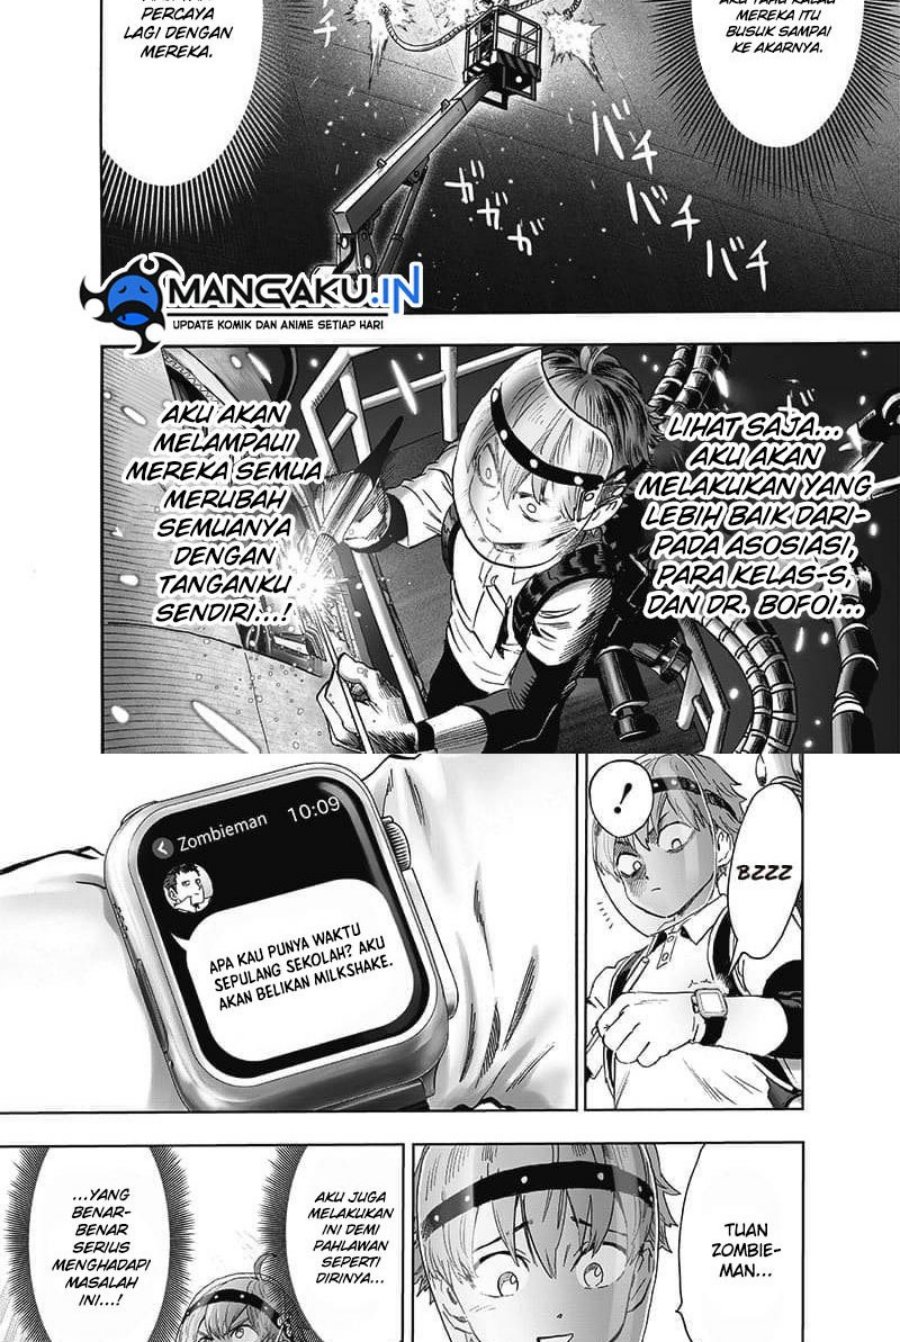 AKU TAHU KALAU
MEREKA ITU
BUSUK SAMPAI
KE AKARNYA.
PERCAYA
LAGI DENGAN
MEREKA.
バチ
バチ
バチ
ガガガ
MANGAKU.IN
UPDATE KOMIK DAN ANIME SETIAP HARI
LIHAT SAJA...
AKU AKAN
MELAKUKAN YANG
LEBIH BAIK DARI-
PADA ASOSIASI,
PARA KELAS-S,
DAN DR. BOFOI...
AKU AKAN
MELAMPAUI
MEREKA SEMUA
MERUBAH
SEMUANYA
DENGAN
TANGANKU
SENDIRI...!
!
BZZZ
Zombieman 10:09
APA KAU PUNYA WAKTU
SEPULANG SEKOLAH? AKU
AKAN BELIKAN MILKSHAKE.
TUAN
ZOMBIE-
MAN...
AKU JUGA
MELAKUKAN
INI DEMI
PAHLAWAN
SEPERTI
DIRINYA...
...YANG
BENAR-
BENAR
SERIUS
MENGHADAPI
MASALAH
INI...!